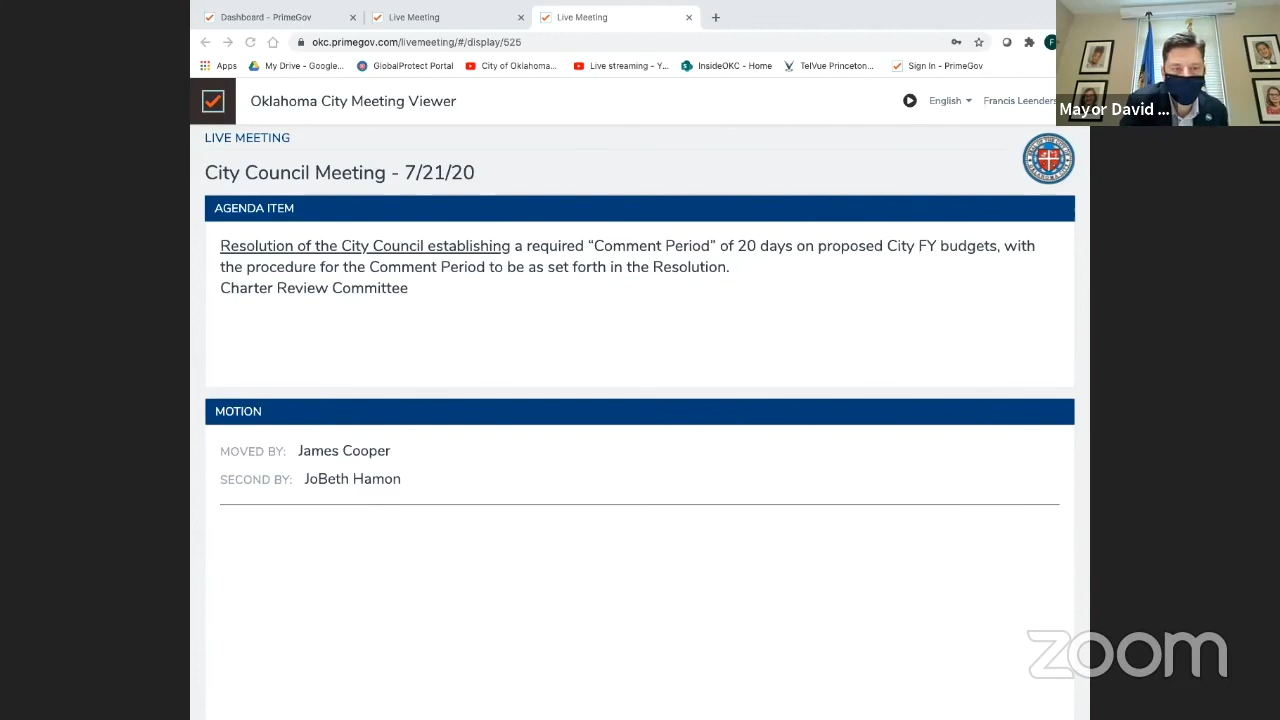 Dashboard - PrimeGov
Live Meeting
Live Meeting
okc.primegov.com/livemeeting/#/display/525
Apps
My Drive - Google...
GlobalProtect Portal
City of Oklahoma...
Live streaming - Y...
InsideOKC - Home
TelVue Princeton...
Sign In - PrimeGov
Oklahoma City Meeting Viewer
English
Francis Leenders
Mayor David ...
LIVE MEETING
City Council Meeting - 7/21/20
AGENDA ITEM
Resolution of the City Council establishing a required “Comment Period” of 20 days on proposed City FY budgets, with
the procedure for the Comment Period to be as set forth in the Resolution.
Charter Review Committee
MOTION
MOVED BY: James Cooper
SECOND BY: JoBeth Hamon
zoom